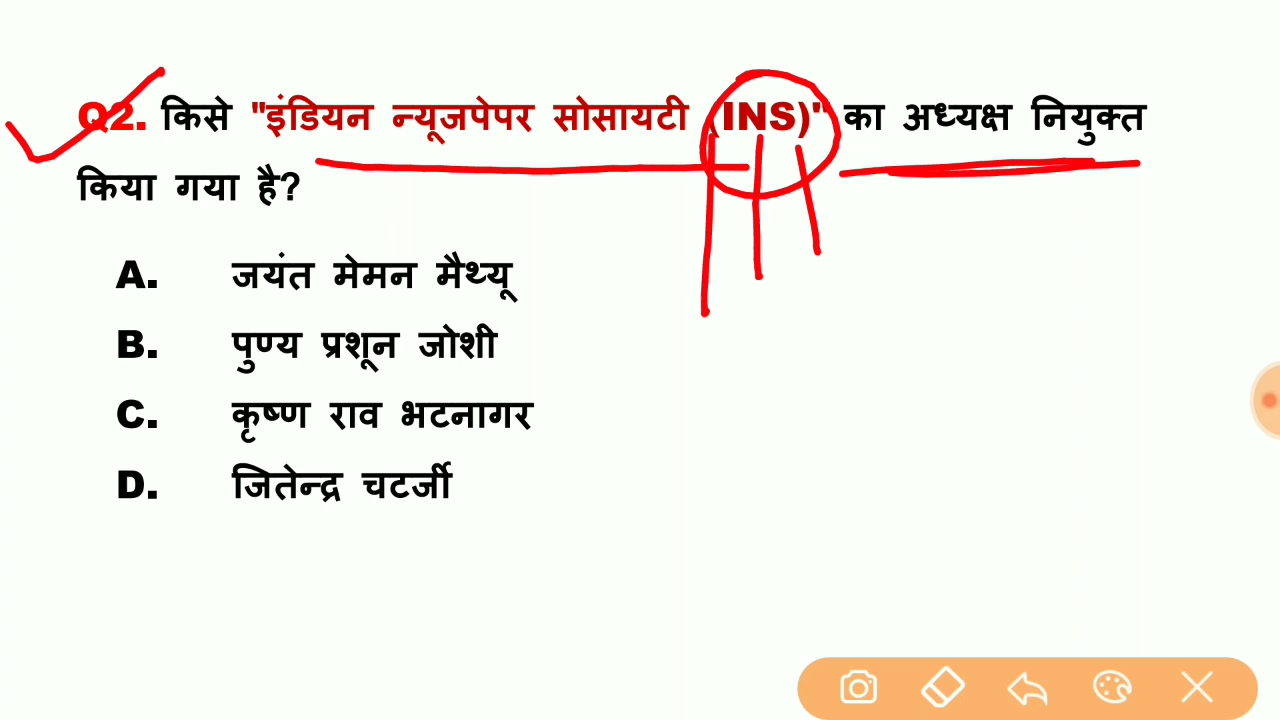 Q2. किसे "इंडियन न्यूजपेपर सोसायटी (INS)" का अध्यक्ष नियुक्त
किया गया है?
A. जयंत मेमन मैथ्यू
B. पुण्य प्रशून जोशी
C. कृष्ण राव भटनागर
D. जितेन्द्र चटर्जी